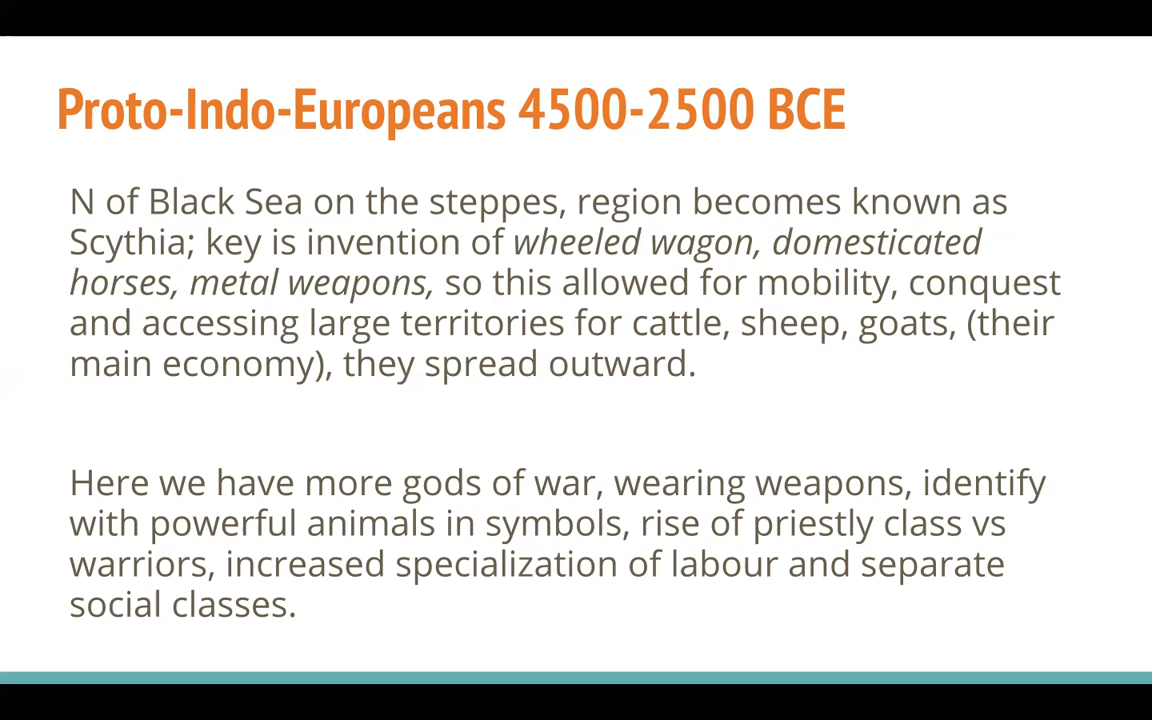 Proto-Indo-Europeans 4500-2500 BCE
N of Black Sea on the steppes, region becomes known as
Scythia; key is invention of wheeled wagon, domesticated
horses, metal weapons, so this allowed for mobility, conquest
and accessing large territories for cattle, sheep, goats, (their
main economy), they spread outward.
Here we have more gods of war, wearing weapons, identify
with powerful animals in symbols, rise of priestly class vs
warriors, increased specialization of labour and separate
social classes.